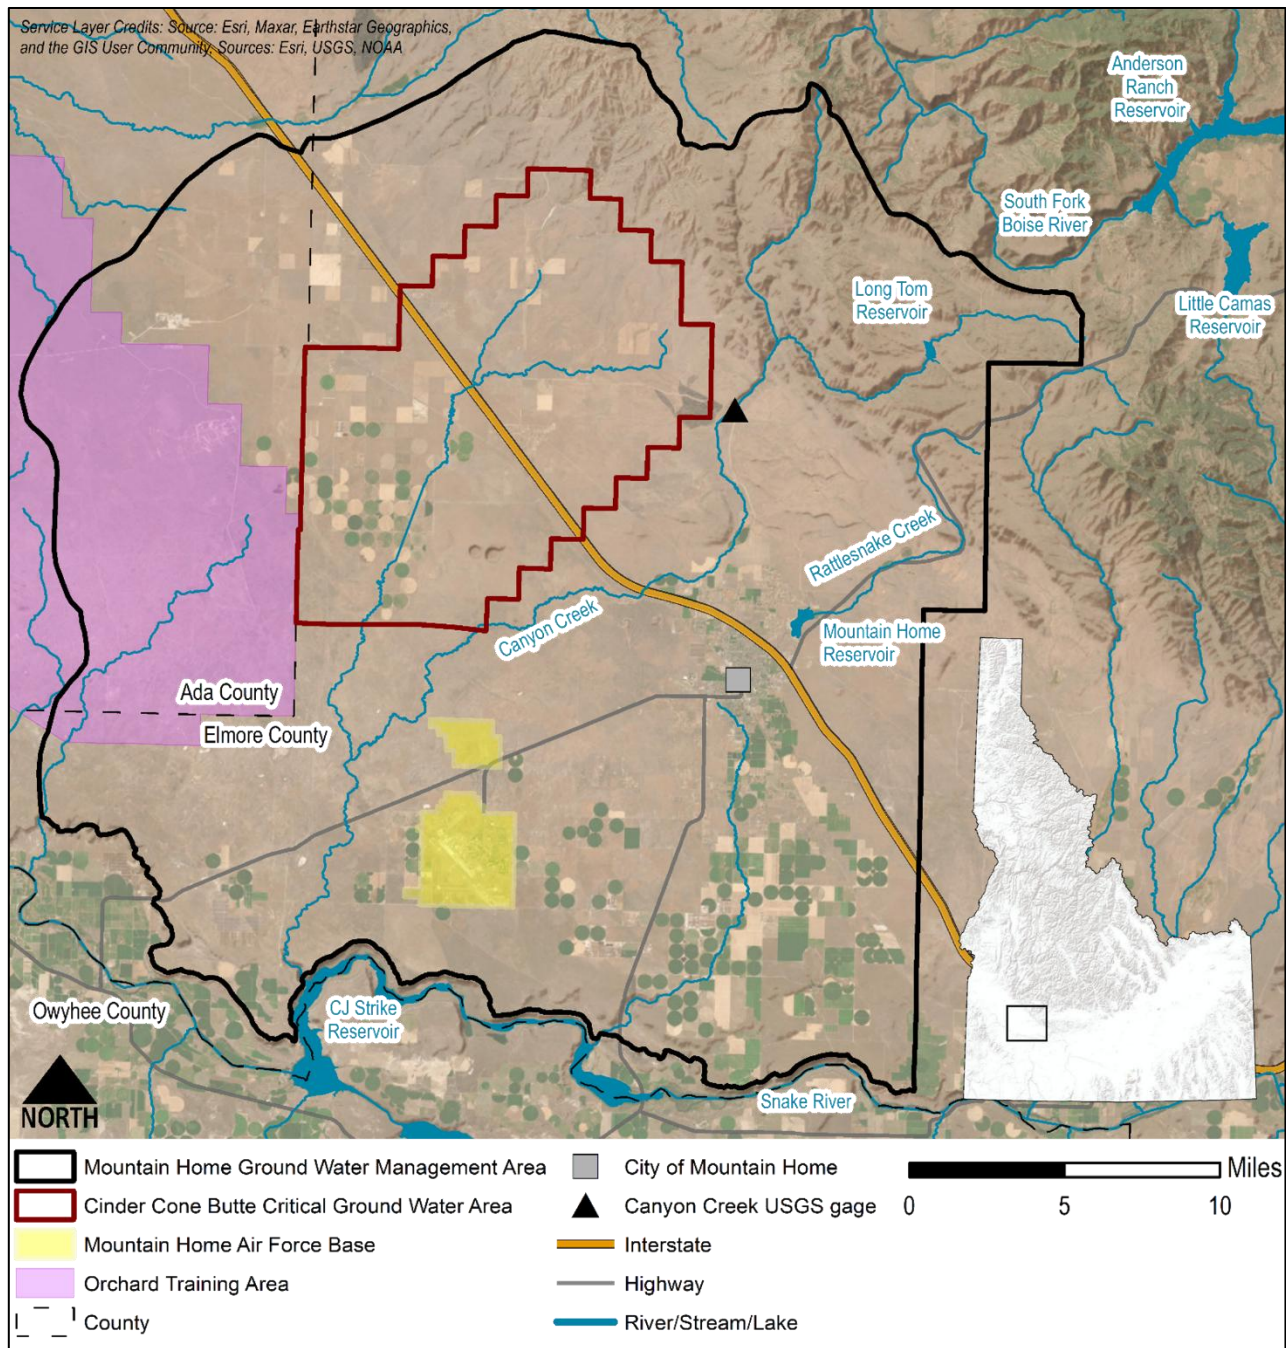 Service Layer Credits: Source: Esri, Maxar, Earthstar Geographics,
and the GIS User Community, Sources: Esri, USGS, NOAA
Anderson
Ranch
Reservoir
South Fork
Boise River
Long Tom
Reservoir
Little Camas
Reservoir
Rattlesnake Creek
Canyon Creek
Mountain Home
Reservoir
Ada County
Elmore County
Owyhee County
CJ Strike
Reservoir
Snake River
NORTH
Mountain Home Ground Water Management Area
Cinder Cone Butte Critical Ground Water Area
Mountain Home Air Force Base
Orchard Training Area
County
City of Mountain Home
Canyon Creek USGS gage
Interstate
Highway
River/Stream/Lake
Miles
0 5 10